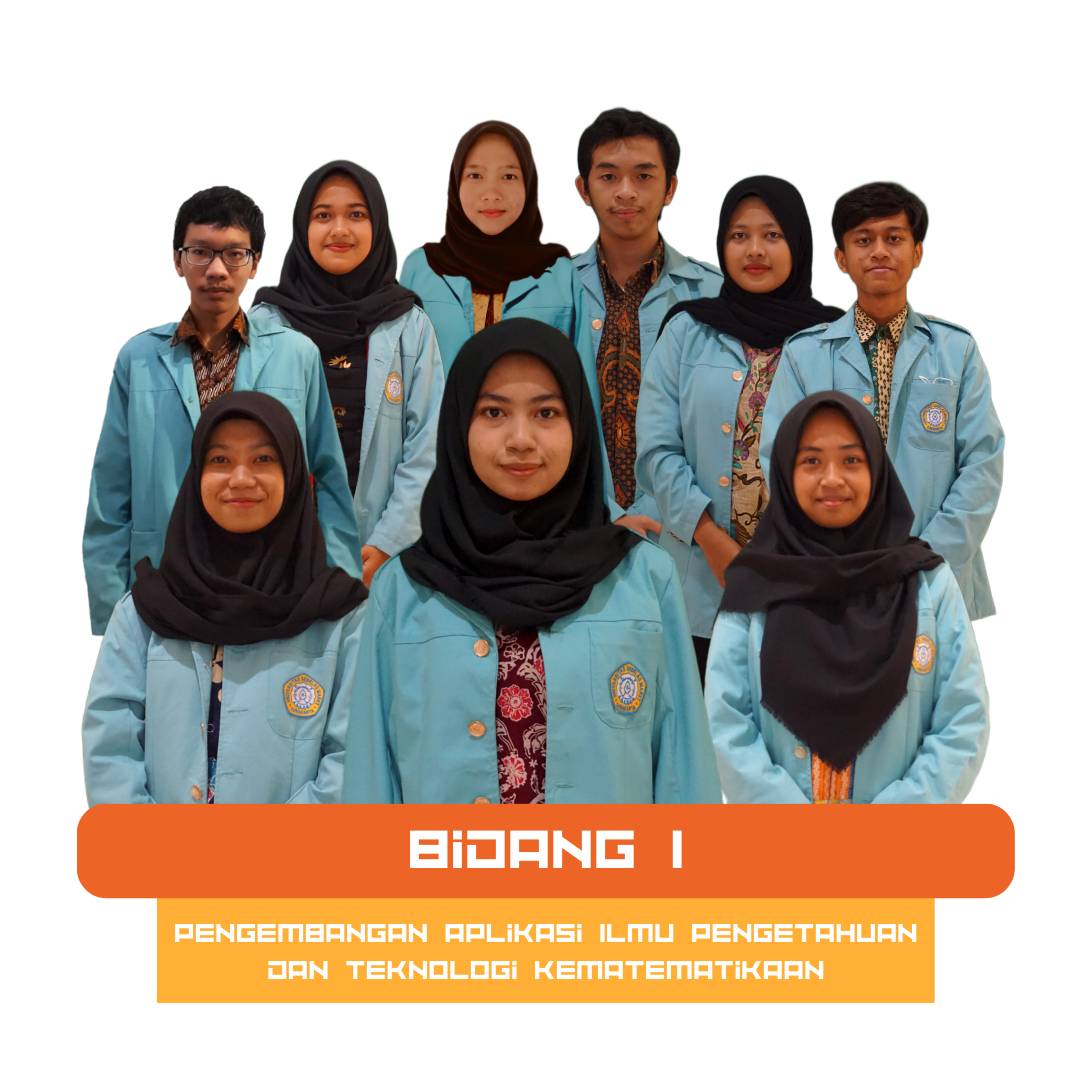 BIDANG I
PENGEMBANGAN APLIKASI ILMU PENGETAHUAN
DAN TEKNOLOGI KEMATEMATIKAAN